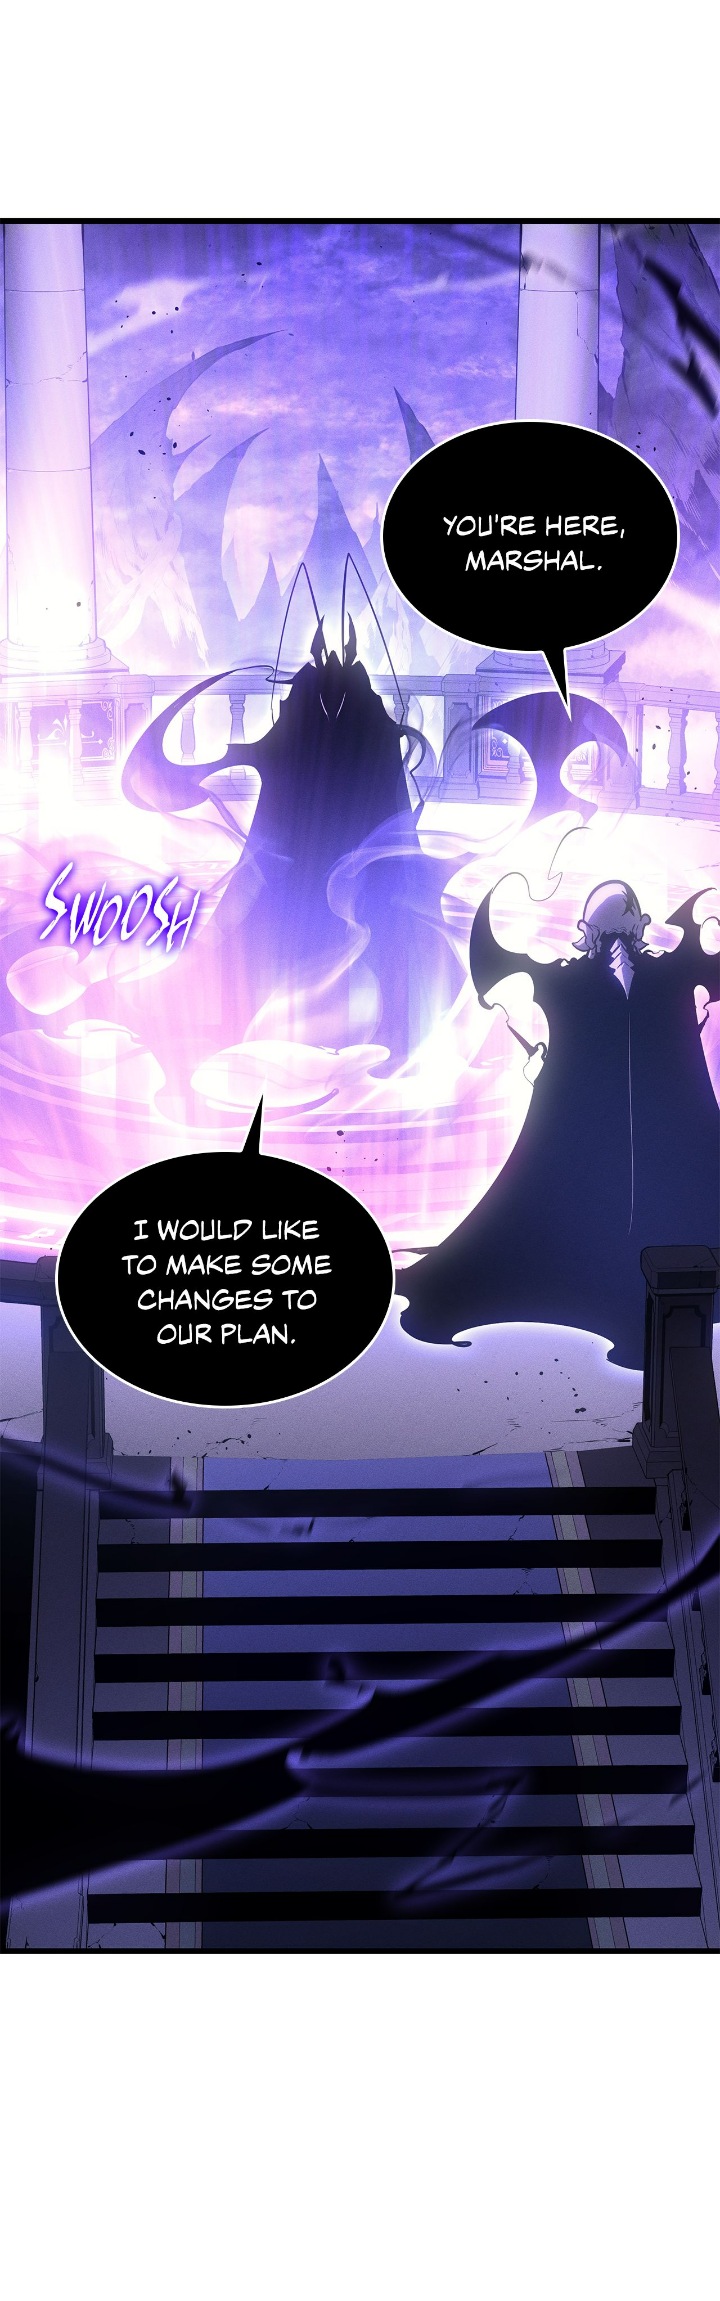 YOU'RE HERE,
MARSHAL.
SWOOSH
I WOULD LIKE
TO MAKE SOME
CHANGES TO
OUR PLAN.